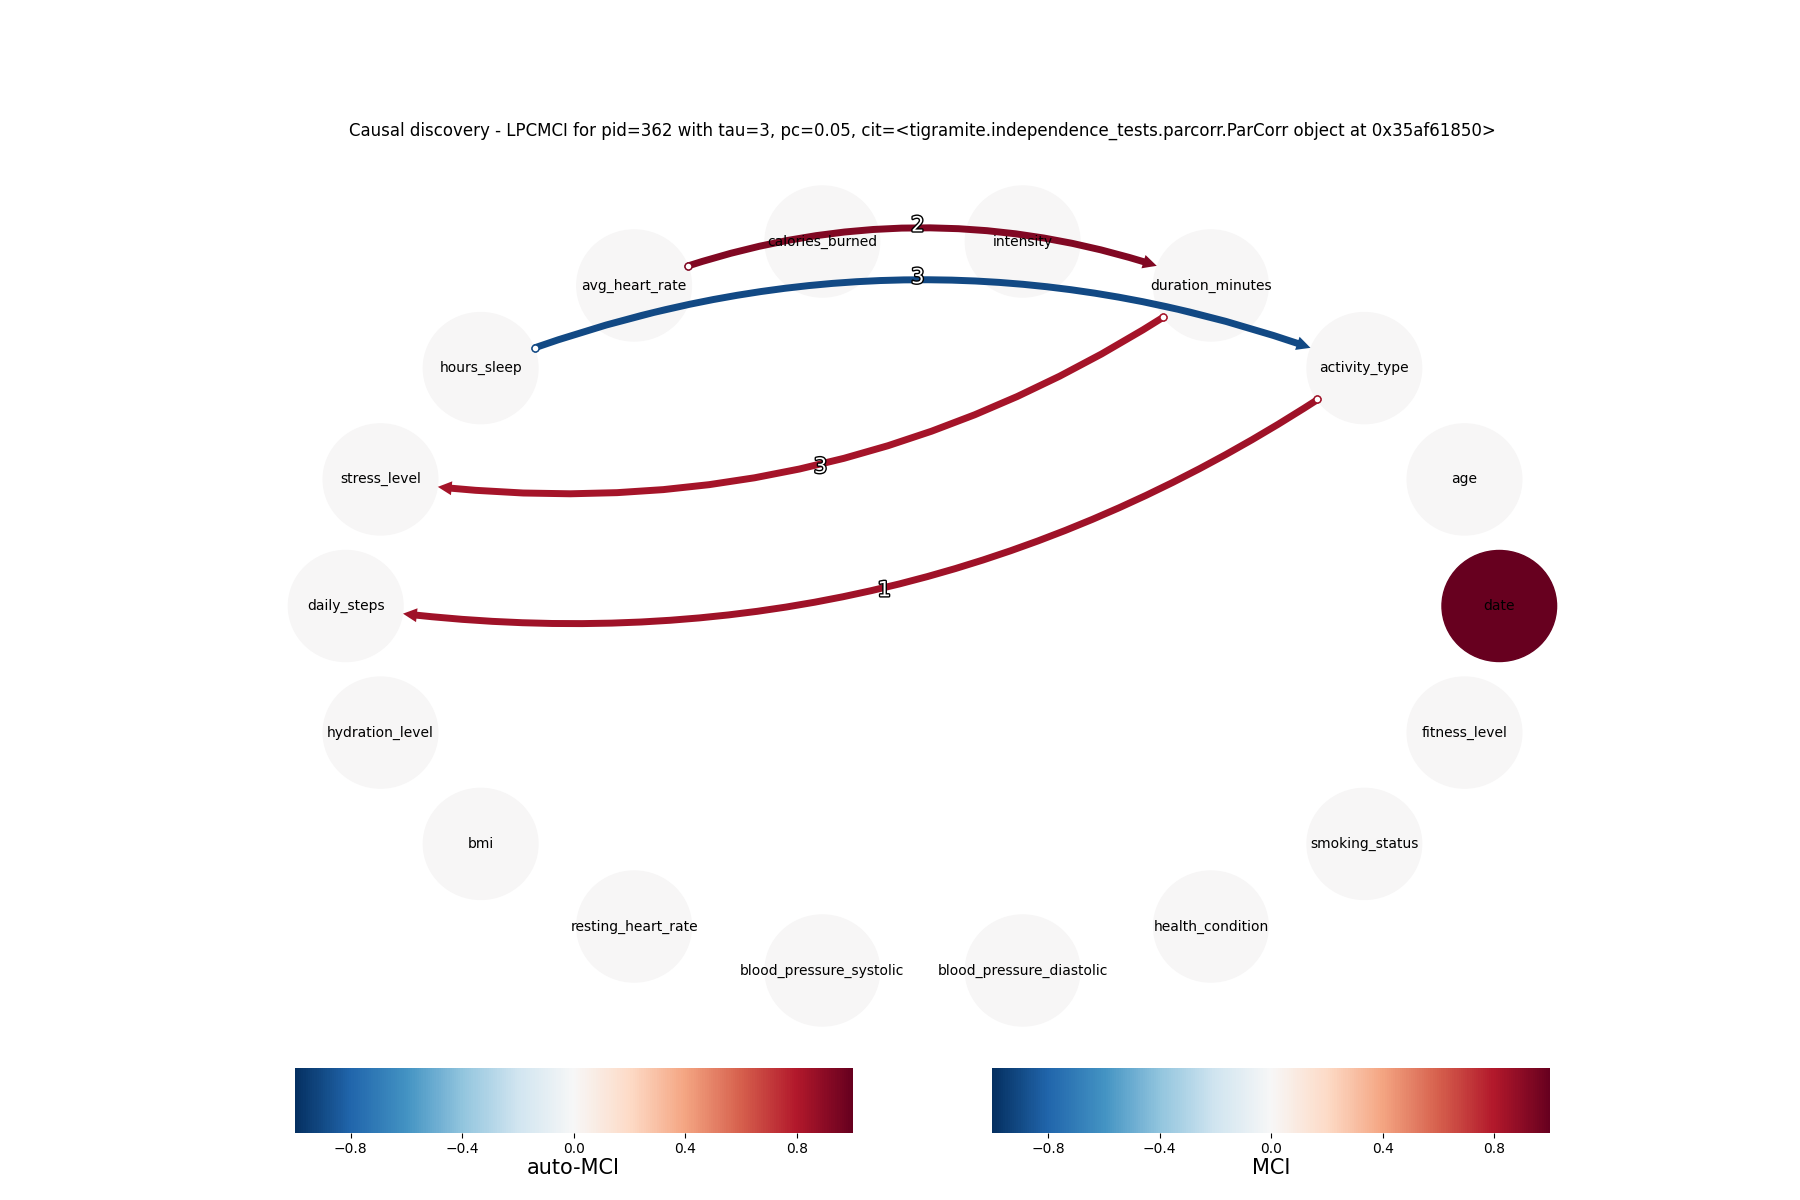 Causal discovery - LPCMCI for pid=362 with tau=3, pc=0.05, cit=<tigramite.independence_tests.parcorr.ParCorr object at 0x35af61850>
2
calories_burned intensity
3
avg_heart_rate duration_minutes
hours_sleep activity_type
3
stress_level age
1
daily_steps date
hydration_level fitness_level
bmi smoking_status
resting_heart_rate health_condition
blood_pressure_systolic blood_pressure_diastolic
−0.8 −0.4 0.0 0.4 0.8 −0.8 −0.4 0.0 0.4 0.8
auto-MCI MCI